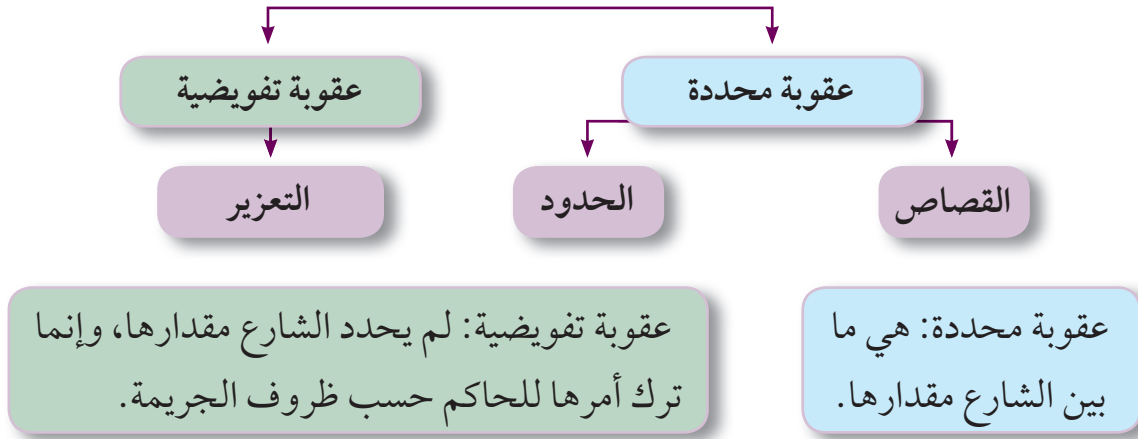 عقوبة محددة
عقوبة تفويضية
القصاص
الحدود
التعزير
عقوبة محددة: هي ما
بين الشارع مقدارها.
عقوبة تفويضية: لم يحدد الشارع مقدارها، وإنما
ترك أمرها للحاكم حسب ظروف الجريمة.